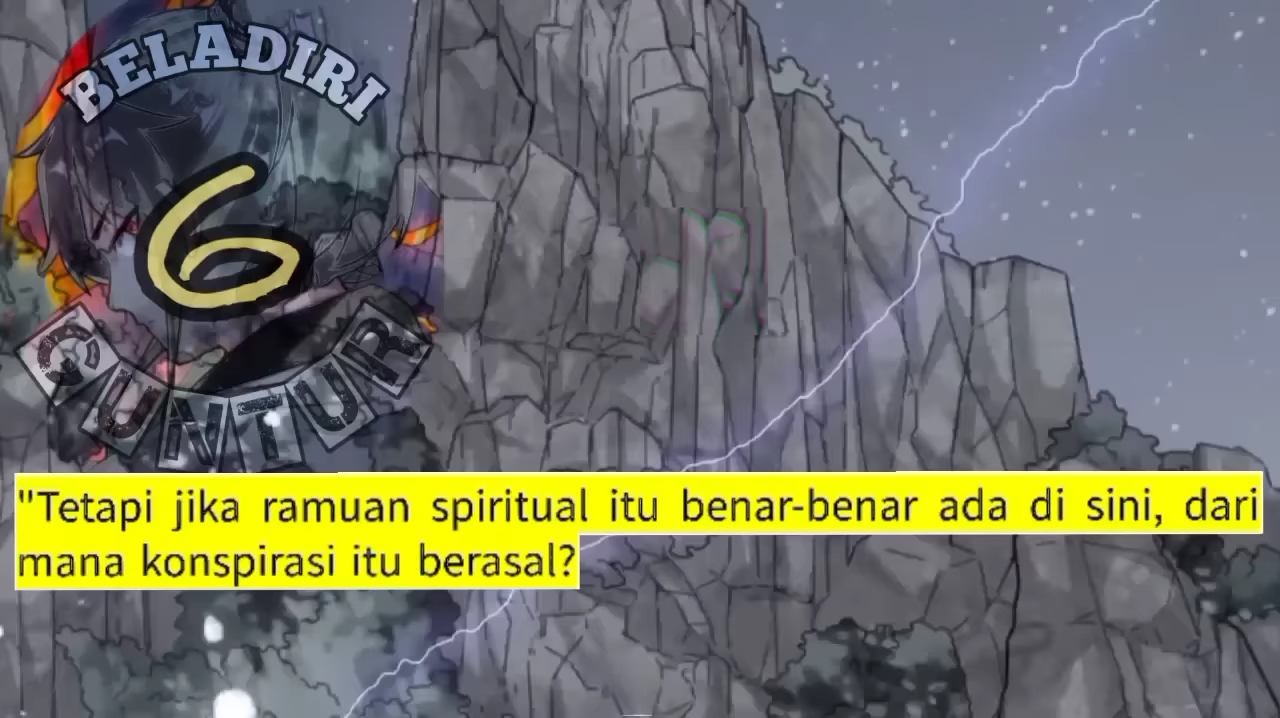 BELADIRI
6
GUNTUR
"Tetapi jika ramuan spiritual itu benar-benar ada di sini, dari
mana konspirasi itu berasal?